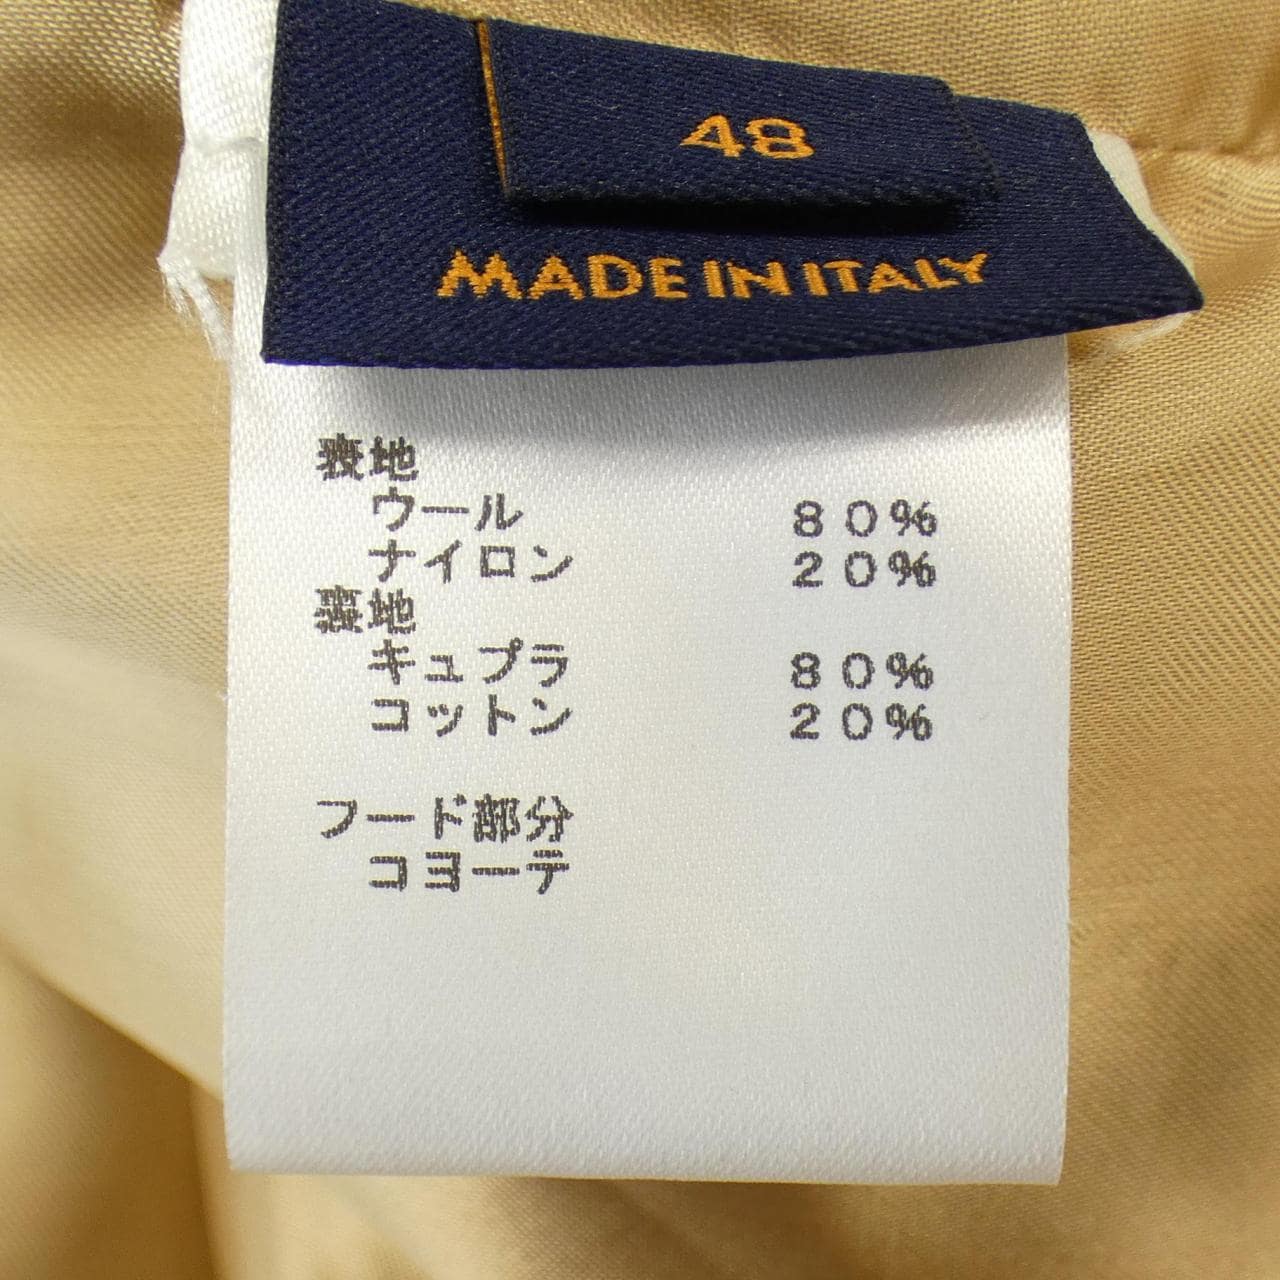 48
MADE IN ITALY
表地
ウール 80%
ナイロン 20%
裏地
キュプラ 80%
コットン 20%
フード部分
コヨーテ